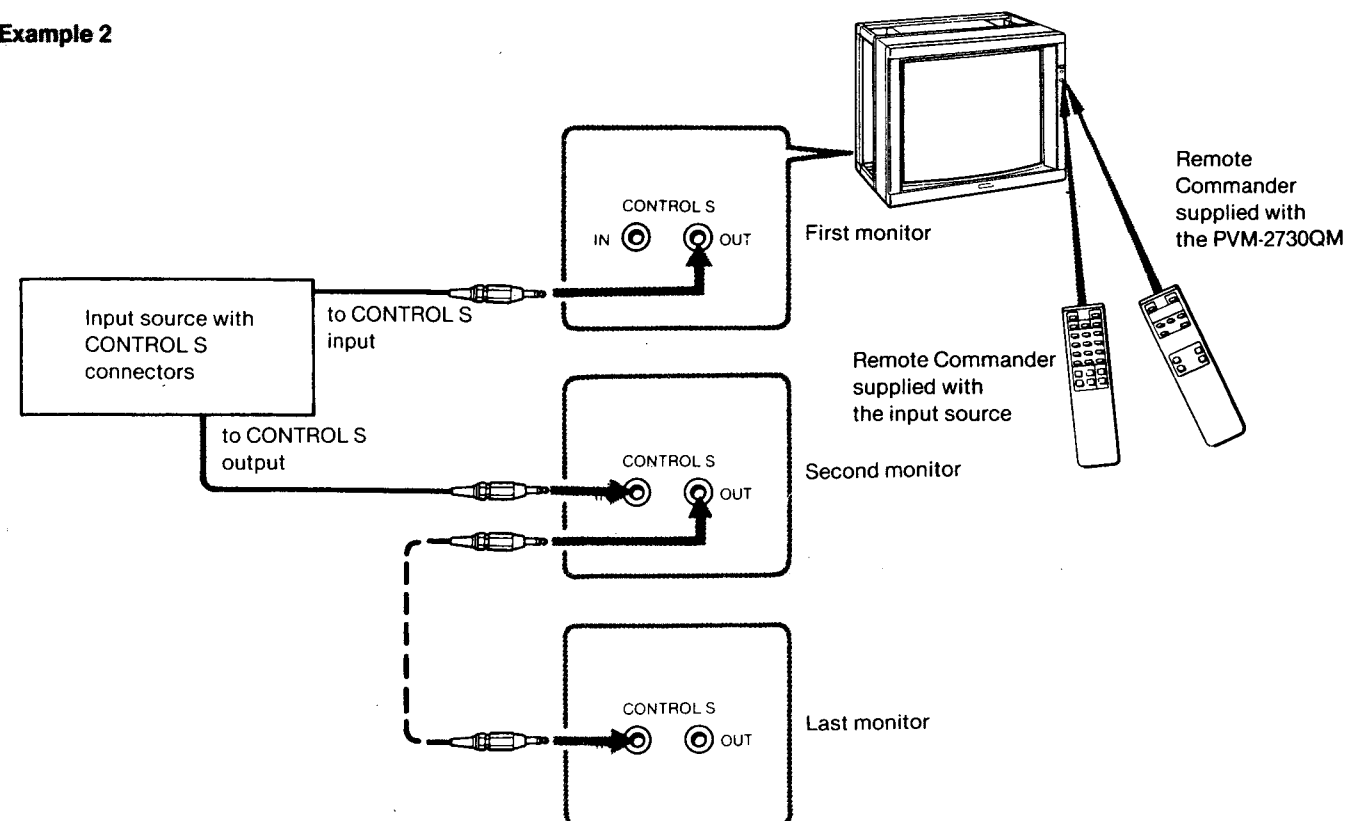 Example 2
CONTROL S
IN
OUT
First monitor
Remote
Commander
supplied with
the PVM-2730QM
Input source with
CONTROL S
connectors
to CONTROL S
input
Remote Commander
supplied with
the input source
to CONTROL S
output
CONTROL S
OUT
Second monitor
CONTROL S
OUT
Last monitor